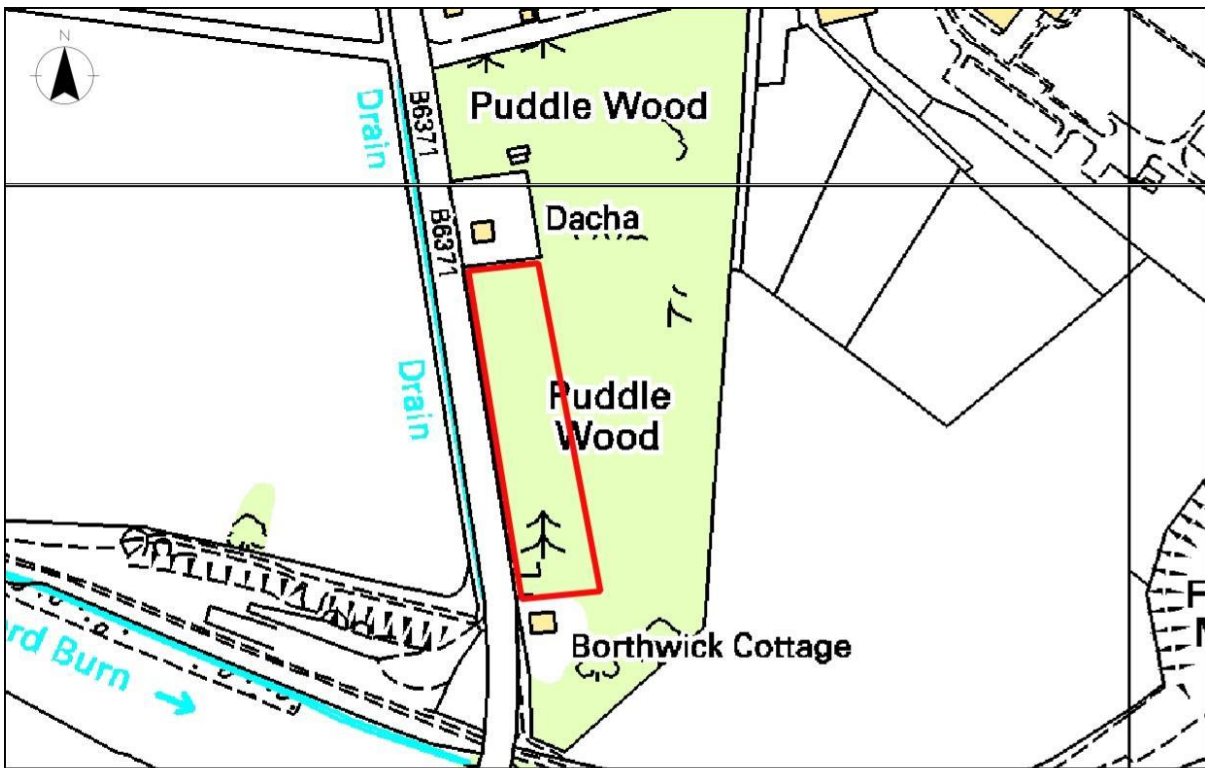 N
Puddle Wood
B6371
Drain
Dacha
B6371
Drain
Puddle
Wood
Borthwick Cottage
rd Burn